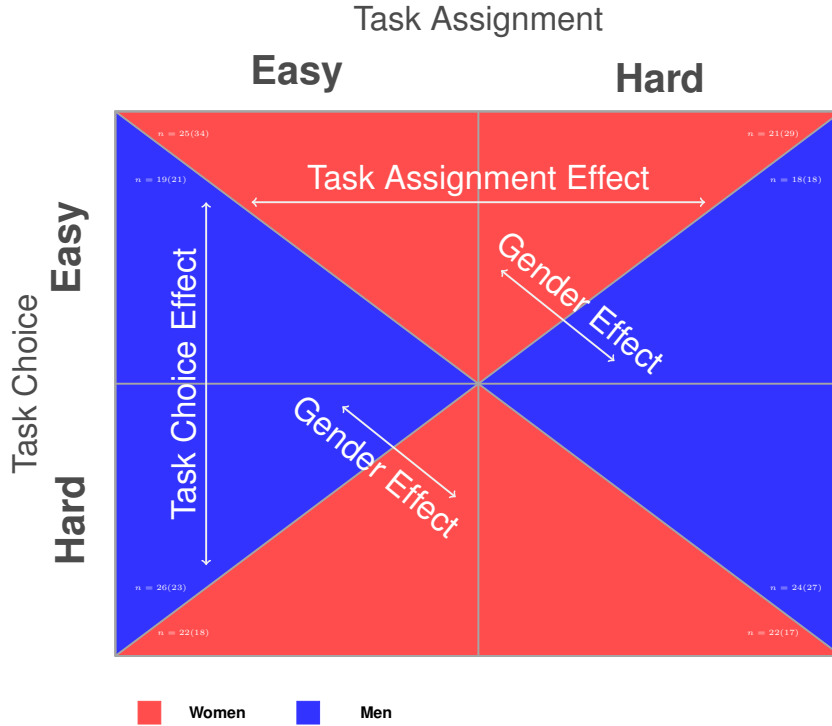 Task Assignment
Easy
Hard
n = 25(34)
n = 21(29)
n = 19(21)
n = 18(18)
Task Assignment Effect
Easy
Gender Effect
Task Choice Effect
Task Choice
Gender Effect
Hard
n = 26(23)
n = 24(27)
n = 22(18)
n = 22(17)
Women
Men